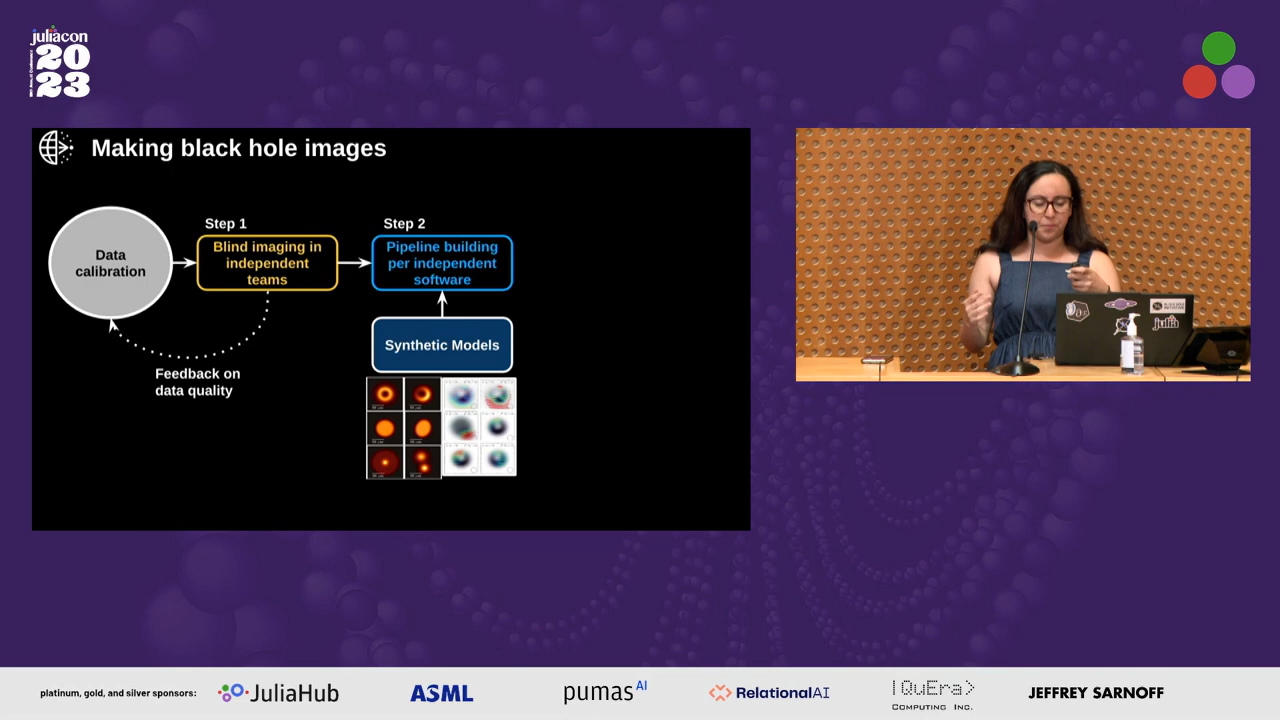 juliacon
20
23
Making black hole images
Step 1
Step 2
Data
calibration
Blind imaging in
independent
teams
Pipeline building
per independent
software
Synthetic Models
Feedback on
data quality
julia
platinum, gold, and silver sponsors:
JuliaHub
ASML
pumas AI
RelationalAI
|QuEra>
COMPUTING INC.
JEFFREY SARNOFF